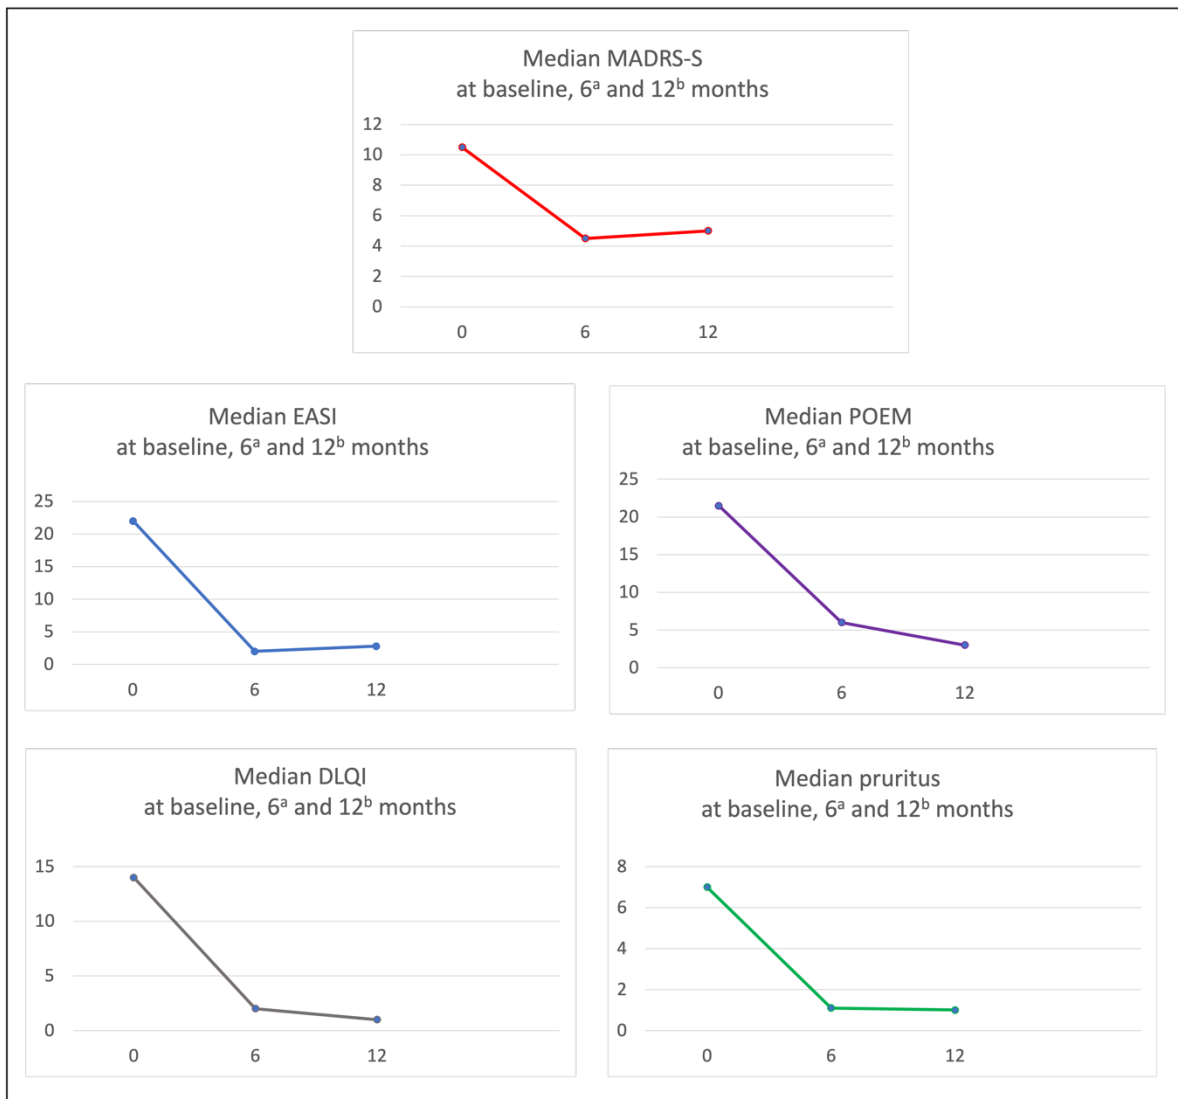 Median MADRS-S
at baseline, 6ᵃ and 12ᵇ months
12
10
8
6
4
2
0
0 6 12
Median EASI
at baseline, 6ᵃ and 12ᵇ months
25
20
15
10
5
0
0 6 12
Median POEM
at baseline, 6ᵃ and 12ᵇ months
25
20
15
10
5
0
0 6 12
Median DLQI
at baseline, 6ᵃ and 12ᵇ months
15
10
5
0
0 6 12
Median pruritus
at baseline, 6ᵃ and 12ᵇ months
8
6
4
2
0
0 6 12